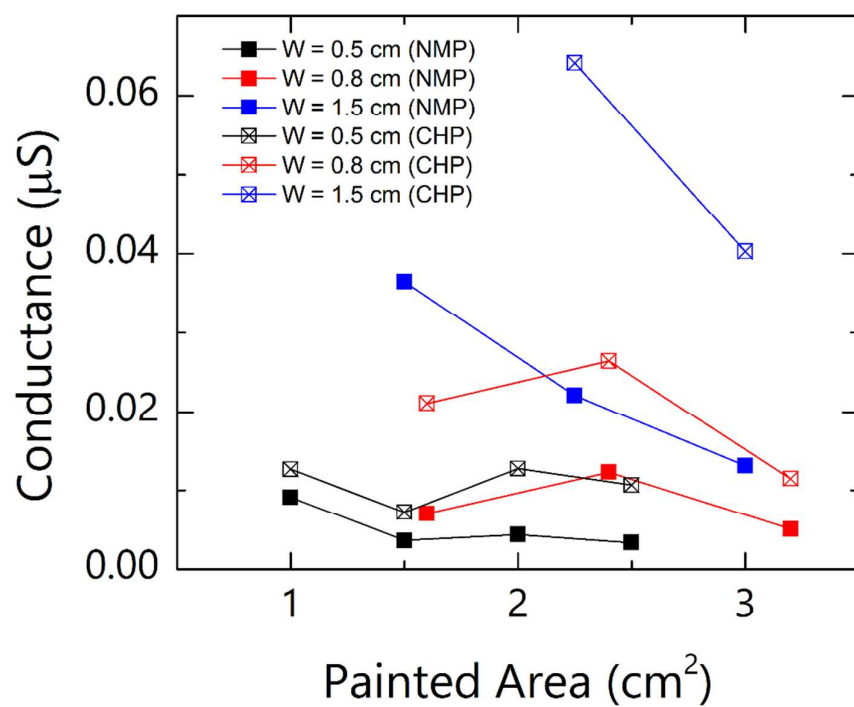 W = 0.5 cm (NMP)
W = 0.8 cm (NMP)
W = 1.5 cm (NMP)
W = 0.5 cm (CHP)
W = 0.8 cm (CHP)
W = 1.5 cm (CHP)
Conductance (µS)
0.06
0.04
0.02
0.00
1 2 3
Painted Area (cm²)